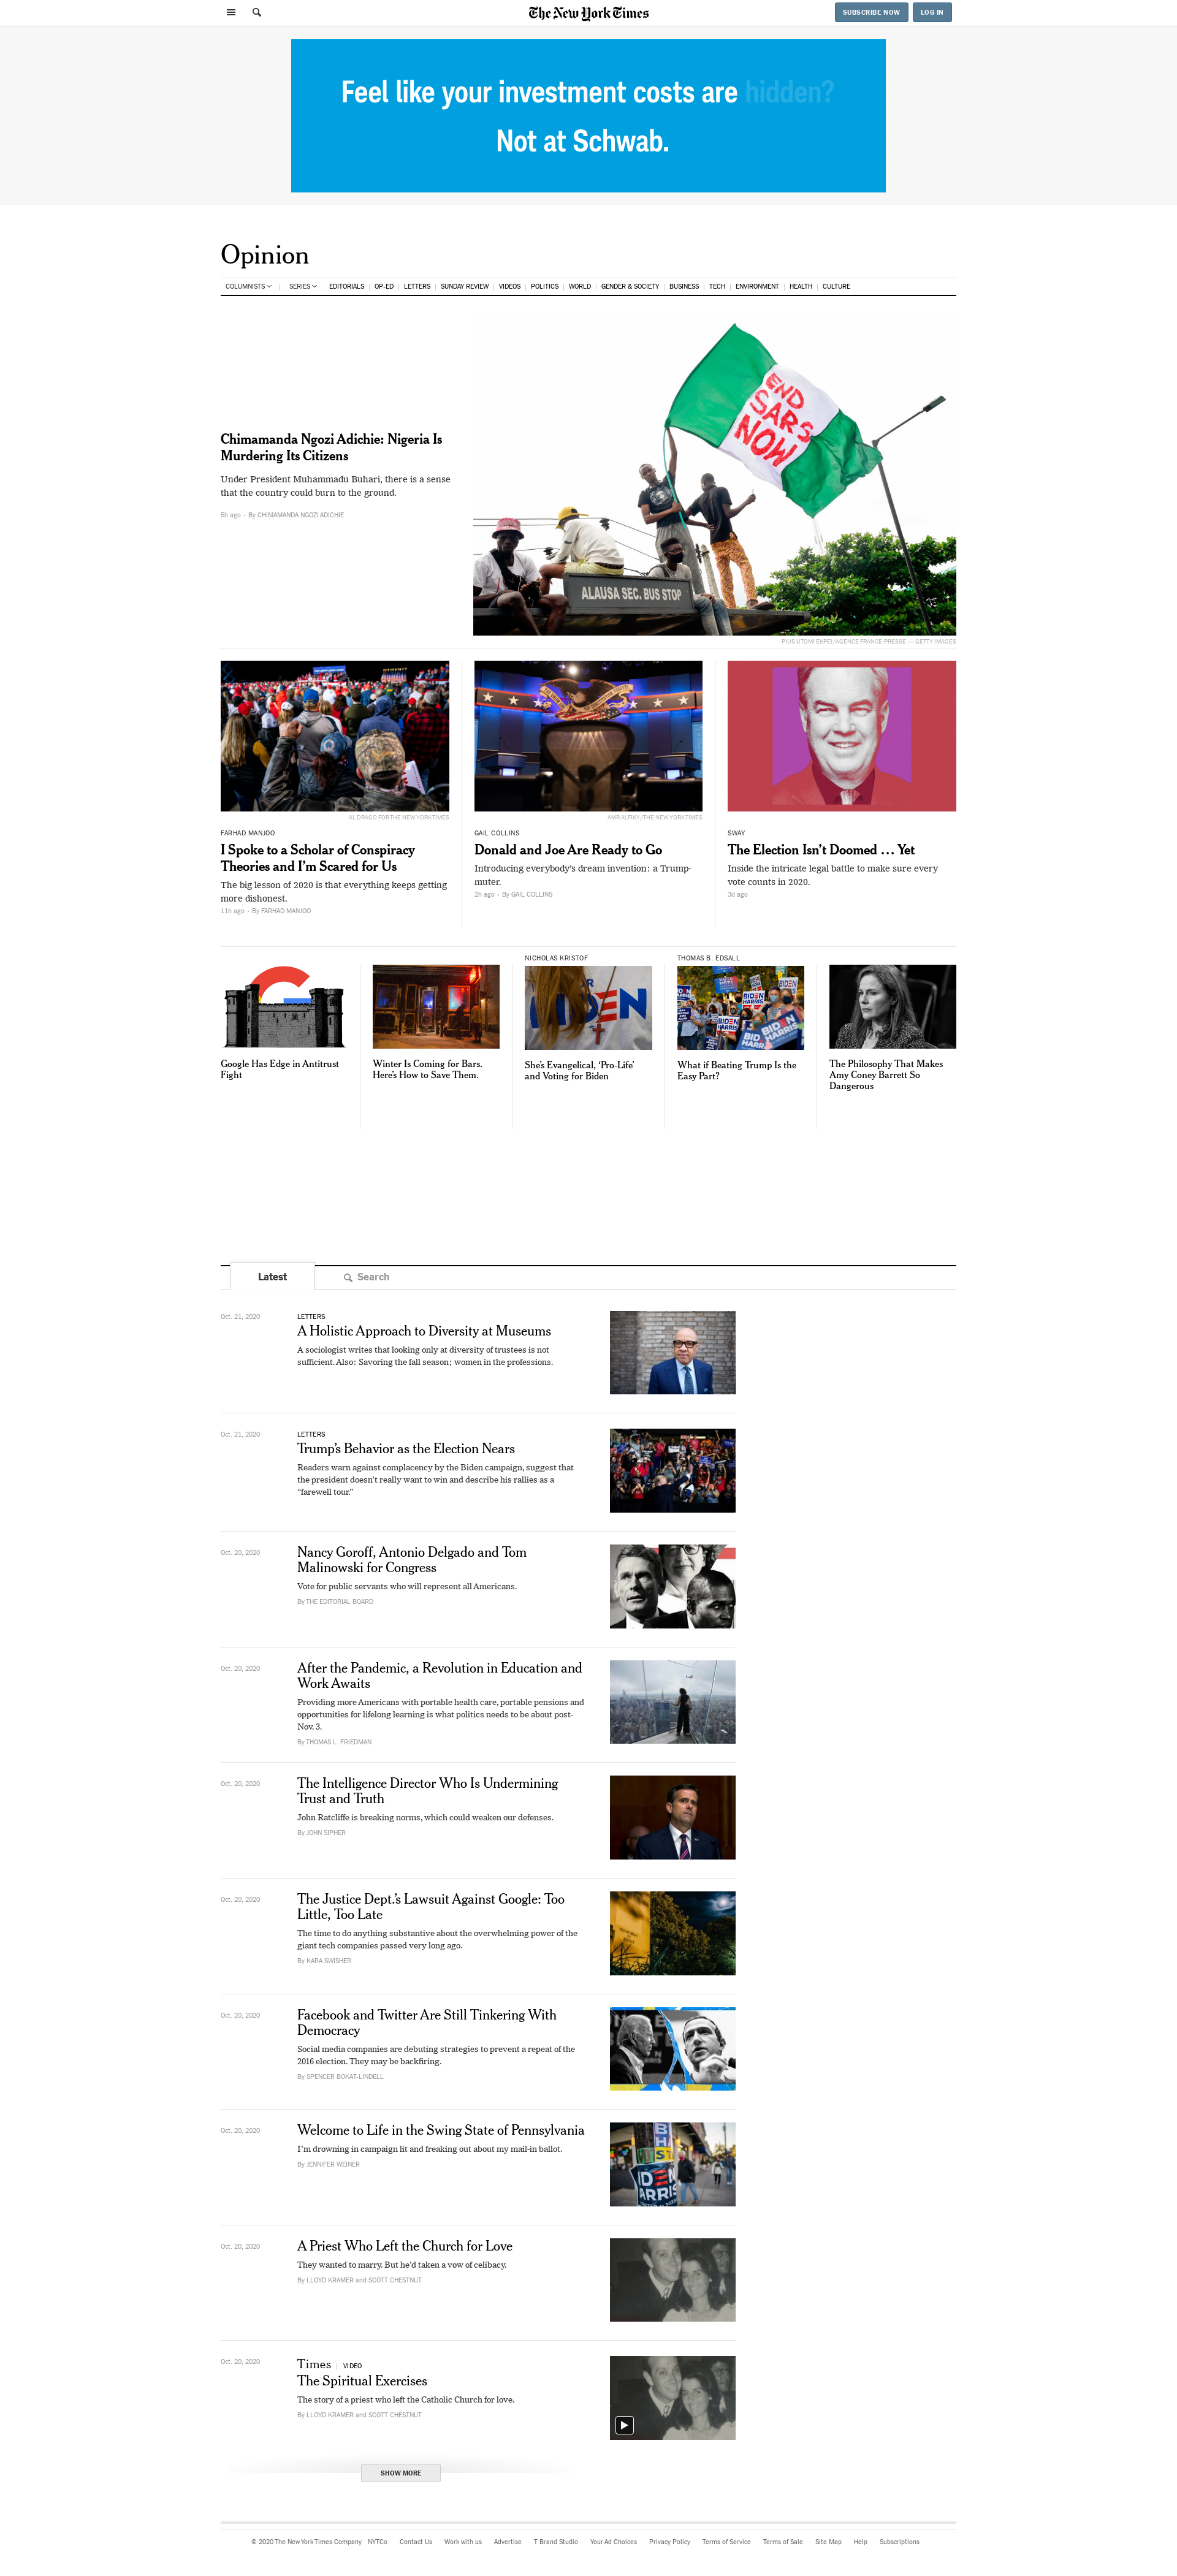 The New York Times
SUBSCRIBE NOW
LOG IN
Feel like your investment costs are hidden?
Not at Schwab.
Opinion
COLUMNISTS | SERIES EDITORIALS | OP-ED | LETTERS | SUNDAY REVIEW | VIDEOS | POLITICS | WORLD | GENDER & SOCIETY | BUSINESS | TECH | ENVIRONMENT | HEALTH | CULTURE
Chimamanda Ngozi Adichie: Nigeria Is
Murdering Its Citizens
Under President Muhammadu Buhari, there is a sense
that the country could burn to the ground.
5h ago • By CHIMAMANDA NGOZI ADICHIE
END
SARS
NOW
ALAUSA SEC. BUS STOP
PIUS UTOMI EKPEI/AGENCE FRANCE-PRESSE — GETTY IMAGES
AL DRAGO FOR THE NEW YORK TIMES
FARHAD MANJOO
I Spoke to a Scholar of Conspiracy
Theories and I’m Scared for Us
The big lesson of 2020 is that everything keeps getting
more dishonest.
11h ago • By FARHAD MANJOO
AMR ALFIKY/THE NEW YORK TIMES
GAIL COLLINS
Donald and Joe Are Ready to Go
Introducing everybody’s dream invention: a Trump-
muter.
2h ago • By GAIL COLLINS
SWAY
The Election Isn’t Doomed … Yet
Inside the intricate legal battle to make sure every
vote counts in 2020.
3d ago
Google Has Edge in Antitrust
Fight
Winter Is Coming for Bars.
Here’s How to Save Them.
NICHOLAS KRISTOF
She’s Evangelical, ‘Pro-Life’
and Voting for Biden
THOMAS B. EDSALL
BIDEN
HARRIS
What if Beating Trump Is the
Easy Part?
The Philosophy That Makes
Amy Coney Barrett So
Dangerous
Latest
Search
Oct. 21, 2020
LETTERS
A Holistic Approach to Diversity at Museums
A sociologist writes that looking only at diversity of trustees is not
sufficient. Also: Savoring the fall season; women in the professions.
Oct. 21, 2020
LETTERS
Trump’s Behavior as the Election Nears
Readers warn against complacency by the Biden campaign, suggest that
the president doesn’t really want to win and describe his rallies as a
“farewell tour.”
Oct. 20, 2020
Nancy Goroff, Antonio Delgado and Tom
Malinowski for Congress
Vote for public servants who will represent all Americans.
By THE EDITORIAL BOARD
Oct. 20, 2020
After the Pandemic, a Revolution in Education and
Work Awaits
Providing more Americans with portable health care, portable pensions and
opportunities for lifelong learning is what politics needs to be about post-
Nov. 3.
By THOMAS L. FRIEDMAN
Oct. 20, 2020
The Intelligence Director Who Is Undermining
Trust and Truth
John Ratcliffe is breaking norms, which could weaken our defenses.
By JOHN SIPHER
Oct. 20, 2020
The Justice Dept.’s Lawsuit Against Google: Too
Little, Too Late
The time to do anything substantive about the overwhelming power of the
giant tech companies passed very long ago.
By KARA SWISHER
Oct. 20, 2020
Facebook and Twitter Are Still Tinkering With
Democracy
Social media companies are debuting strategies to prevent a repeat of the
2016 election. They may be backfiring.
By SPENCER BOKAT-LINDELL
Oct. 20, 2020
Welcome to Life in the Swing State of Pennsylvania
I’m drowning in campaign lit and freaking out about my mail-in ballot.
By JENNIFER WEINER
Oct. 20, 2020
A Priest Who Left the Church for Love
They wanted to marry. But he’d taken a vow of celibacy.
By LLOYD KRAMER and SCOTT CHESTNUT
Oct. 20, 2020
Times | VIDEO
The Spiritual Exercises
The story of a priest who left the Catholic Church for love.
By LLOYD KRAMER and SCOTT CHESTNUT
SHOW MORE
© 2020 The New York Times Company NYTCo Contact Us Work with us Advertise T Brand Studio Your Ad Choices Privacy Policy Terms of Service Terms of Sale Site Map Help Subscriptions